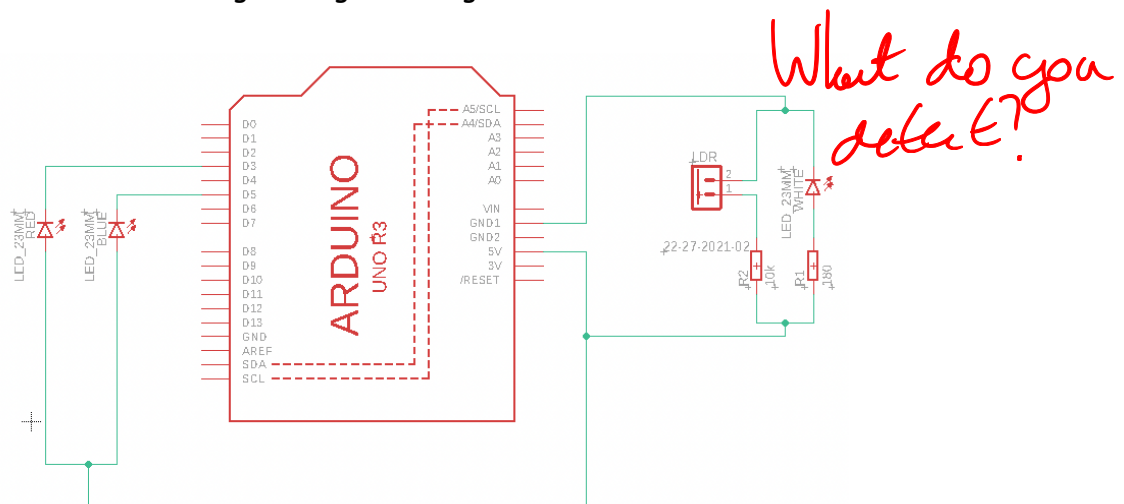 What do you
detect?
D0
D1
D2
D3
D4
D5
D6
D7
D8
D9
D10
D11
D12
D13
GND
AREF
SDA
SCL
ARDUINO
UNO R3
A5/SCL
A4/SDA
A3
A2
A1
A0
VIN
GND1
GND2
5V
3V
/RESET
LED_23MM
RED
LED_23MM
BLUE
LDR
2
1
22-27-2021-02
LED_23MM
WHITE
R2
10k
R1
180